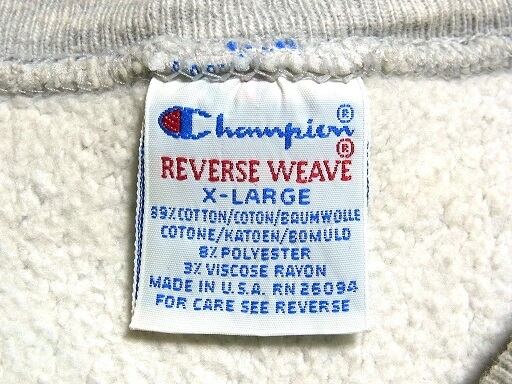 Champion®
REVERSE WEAVE®
X-LARGE
89%COTTON/COTON/BAUMWOLLE
COTONE/KATOEN/BOMULD
8% POLYESTER
3% VISCOSE RAYON
MADE IN U.S.A. RN 26094
FOR CARE SEE REVERSE